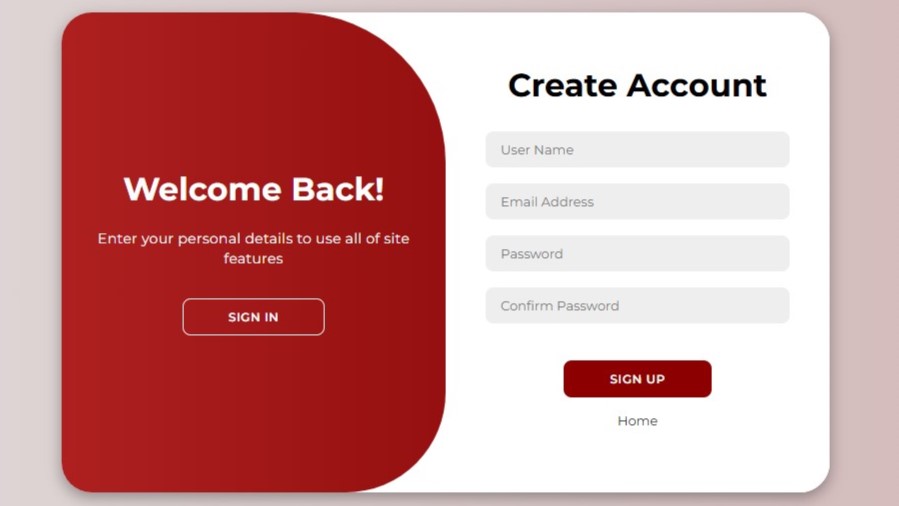 Welcome Back!
Enter your personal details to use all of site
features
SIGN IN
Create Account
User Name
Email Address
Password
Confirm Password
SIGN UP
Home